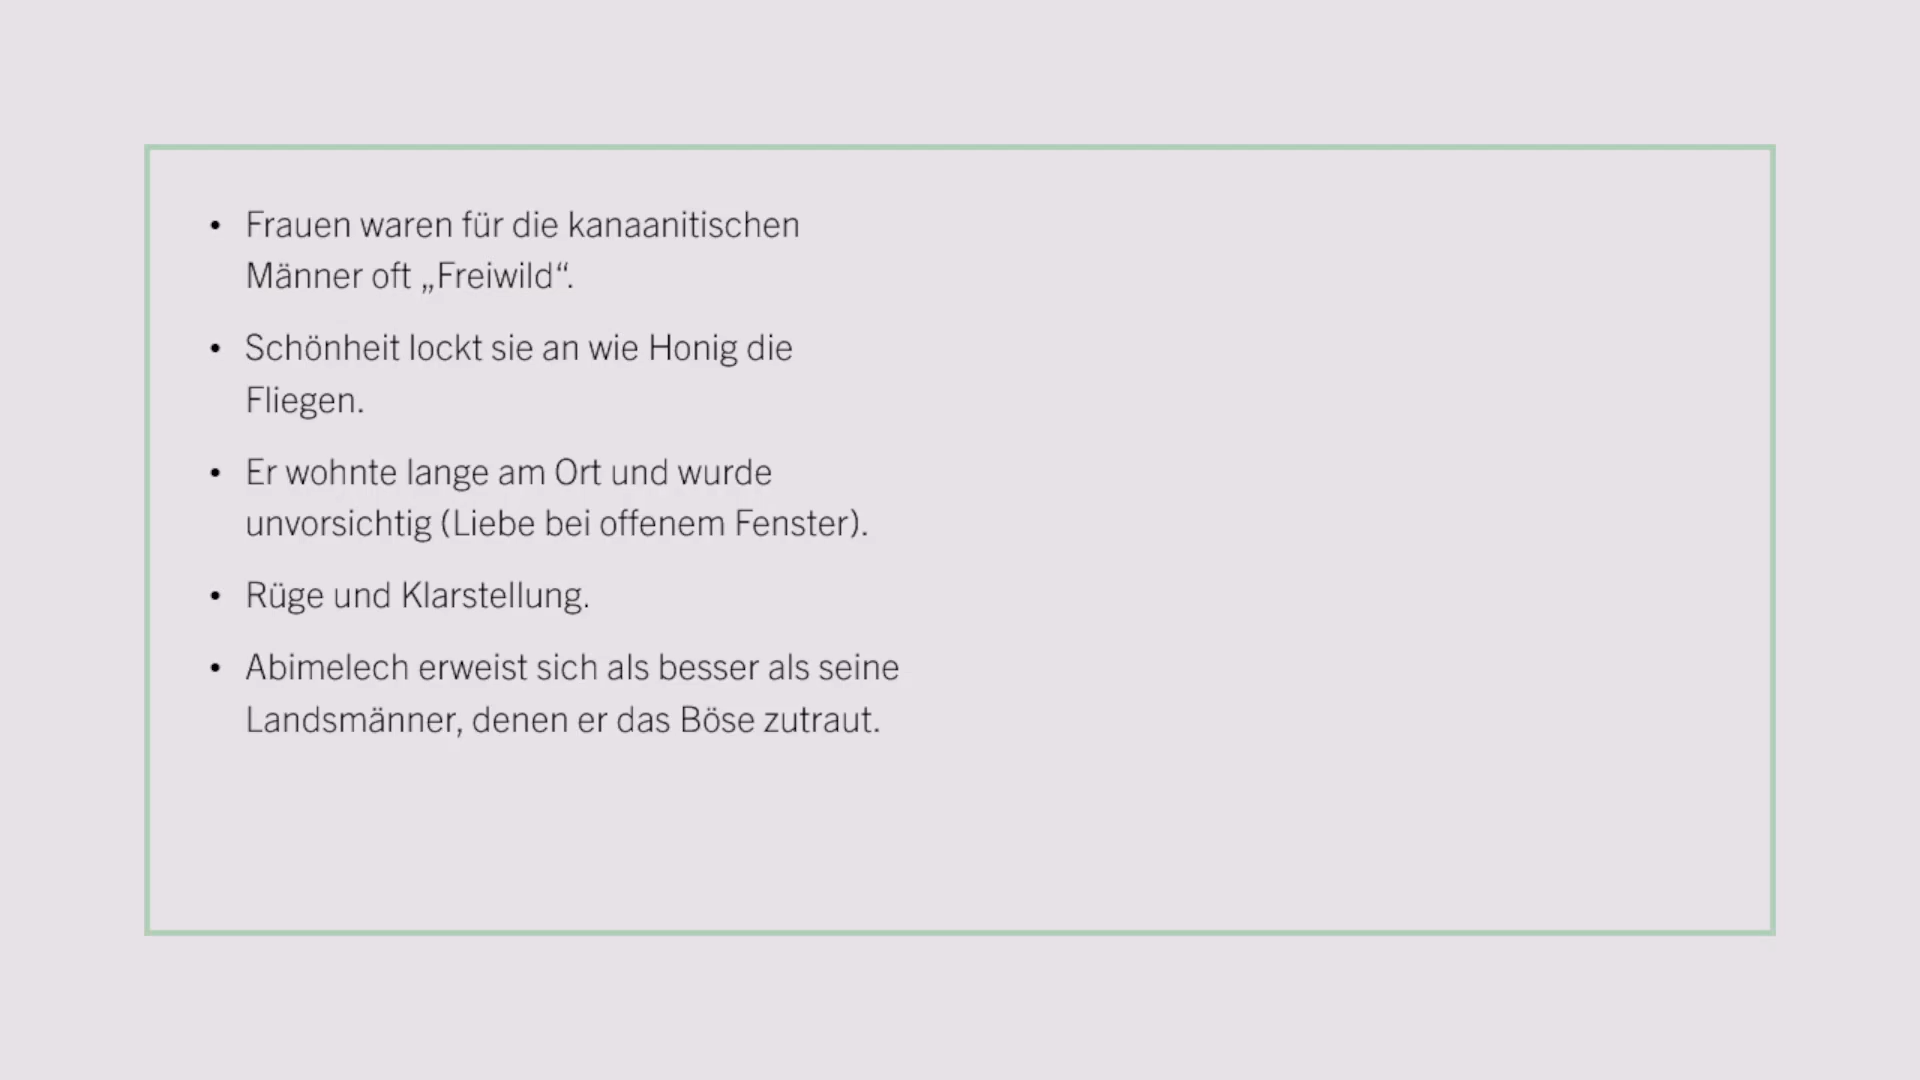 • Frauen waren für die kanaanitischen
Männer oft „Freiwild“.
• Schönheit lockt sie an wie Honig die
Fliegen.
• Er wohnte lange am Ort und wurde
unvorsichtig (Liebe bei offenem Fenster).
• Rüge und Klarstellung.
• Abimelech erweist sich als besser als seine
Landsmänner, denen er das Böse zutraut.